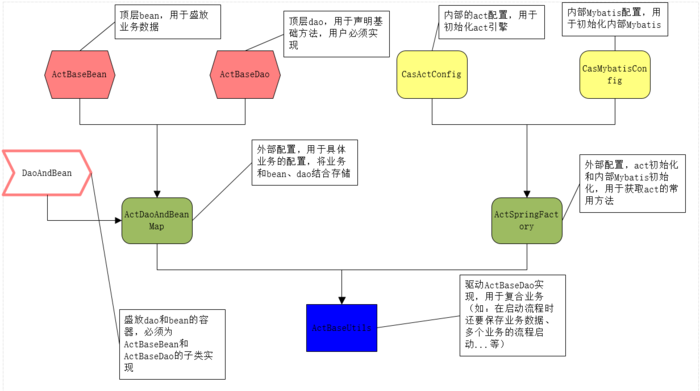 顶层bean，用于盛放
业务数据
顶层dao，用于声明基
础方法，用户必须实
现
内部的act配置，用于
初始化act引擎
内部Mybatis配置，用
于初始化内部Mybatis
ActBaseBean
ActBaseDao
CasActConfig
CasMybatisCon
fig
DaoAndBean
外部配置，用于具体
业务的配置，将业务
和bean、dao结合存储
外部配置，act初始化
和内部Mybatis初始
化，用于获取act的常
用方法
ActDaoAndBean
Map
ActSpringFact
ory
盛放dao和bean的容
器，必须为
ActBaseBean和
ActBaseDao的子类实
现
ActBaseUtils
驱动ActBaseDao实
现，用于复合业务
（如，在启动流程时
还要保存业务数据、
多个业务的流程启
动...等）